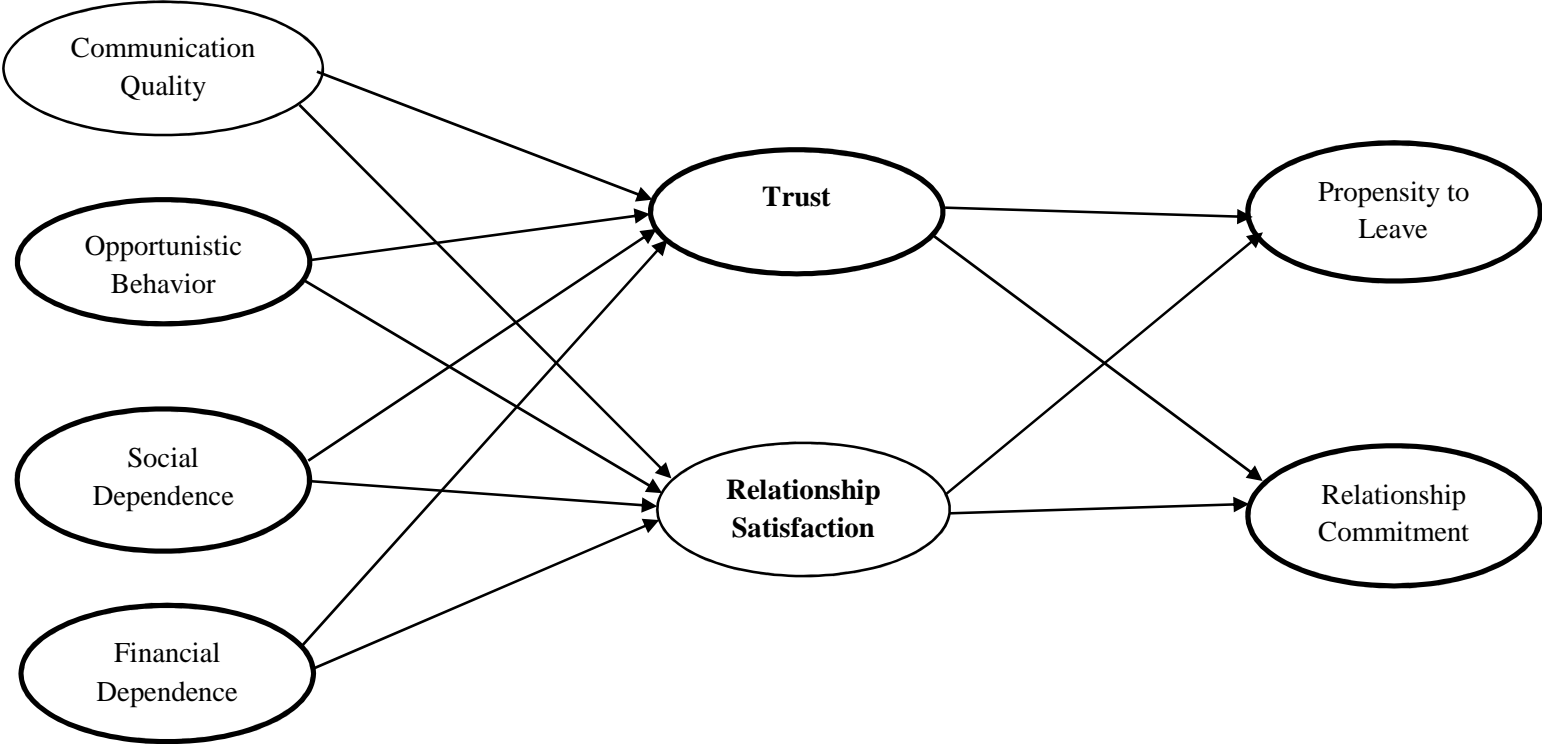 Communication
Quality
Opportunistic
Behavior
Social
Dependence
Financial
Dependence
Trust
Relationship
Satisfaction
Propensity to
Leave
Relationship
Commitment